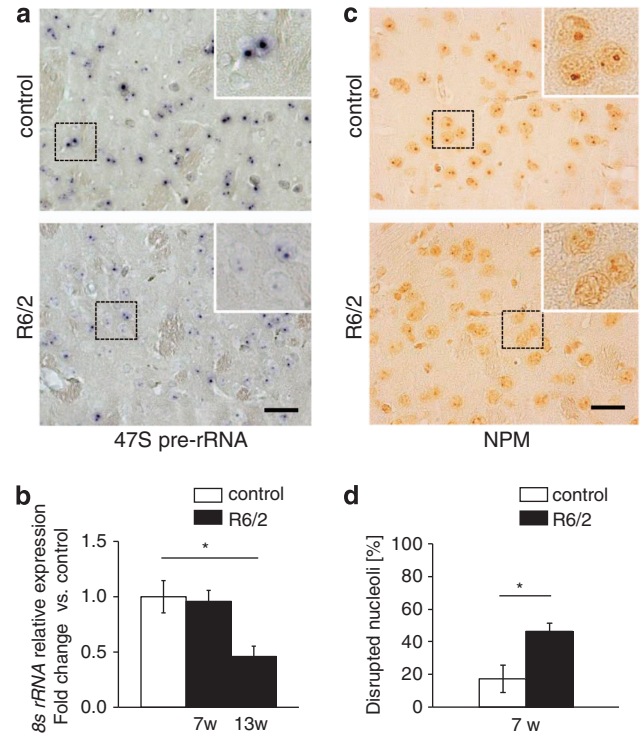 a
control
R6/2
47S pre-rRNA
c
control
R6/2
NPM
b
control
R6/2
8s rRNA relative expression
Fold change vs. control
1.5
1.0
0.5
0.0
*
7w 13w
d
control
R6/2
Disrupted nucleoli [%]
100
80
60
40
20
0
*
7 w